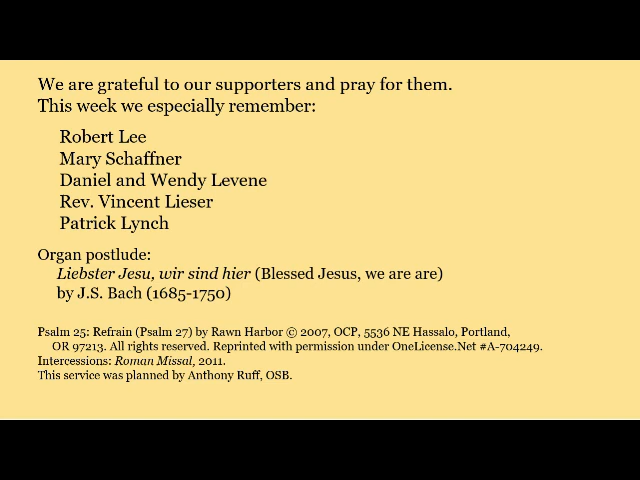 We are grateful to our supporters and pray for them.
This week we especially remember:
Robert Lee
Mary Schaffner
Daniel and Wendy Levene
Rev. Vincent Lieser
Patrick Lynch
Organ postlude:
Liebster Jesu, wir sind hier (Blessed Jesus, we are are)
by J.S. Bach (1685-1750)
Psalm 25: Refrain (Psalm 27) by Rawn Harbor © 2007, OCP, 5536 NE Hassalo, Portland,
OR 97213. All rights reserved. Reprinted with permission under OneLicense.Net #A-704249.
Intercessions: Roman Missal, 2011.
This service was planned by Anthony Ruff, OSB.